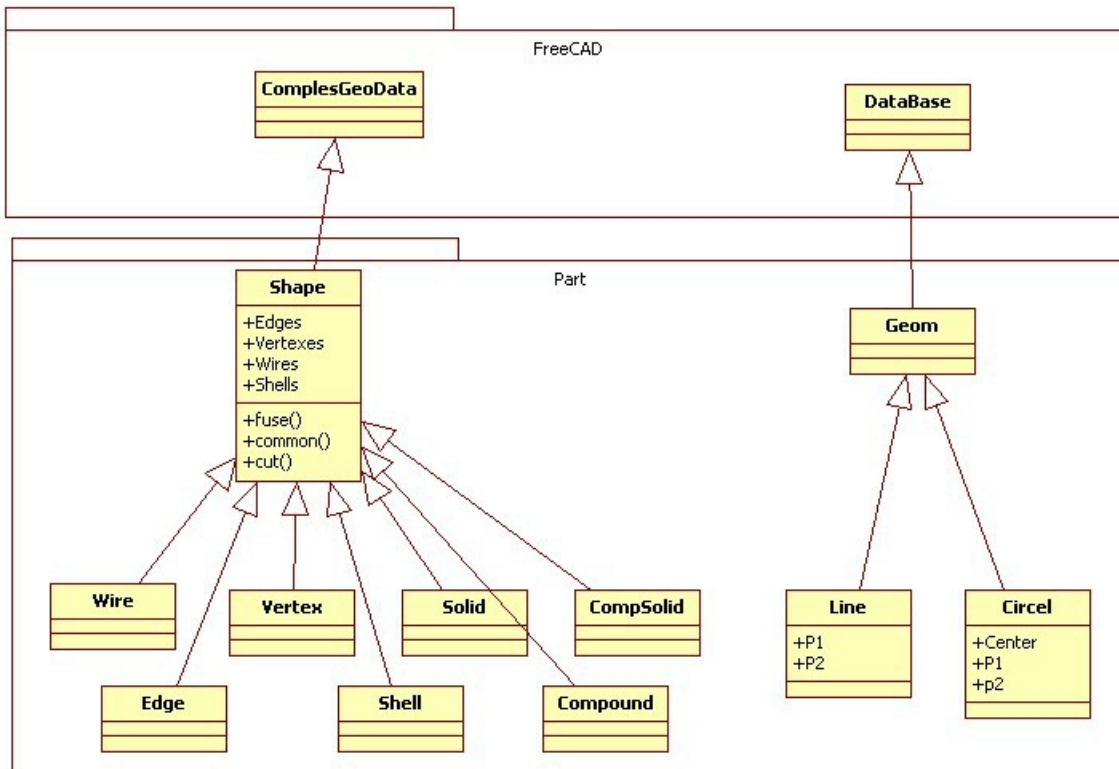 FreeCAD
ComplesGeoData
DataBase
Part
Shape
+Edges
+Vertexes
+Wires
+Shells
+fuse()
+common()
+cut()
Geom
Wire
Vertex
Solid
CompSolid
Edge
Shell
Compound
Line
+P1
+P2
Circel
+Center
+P1
+p2